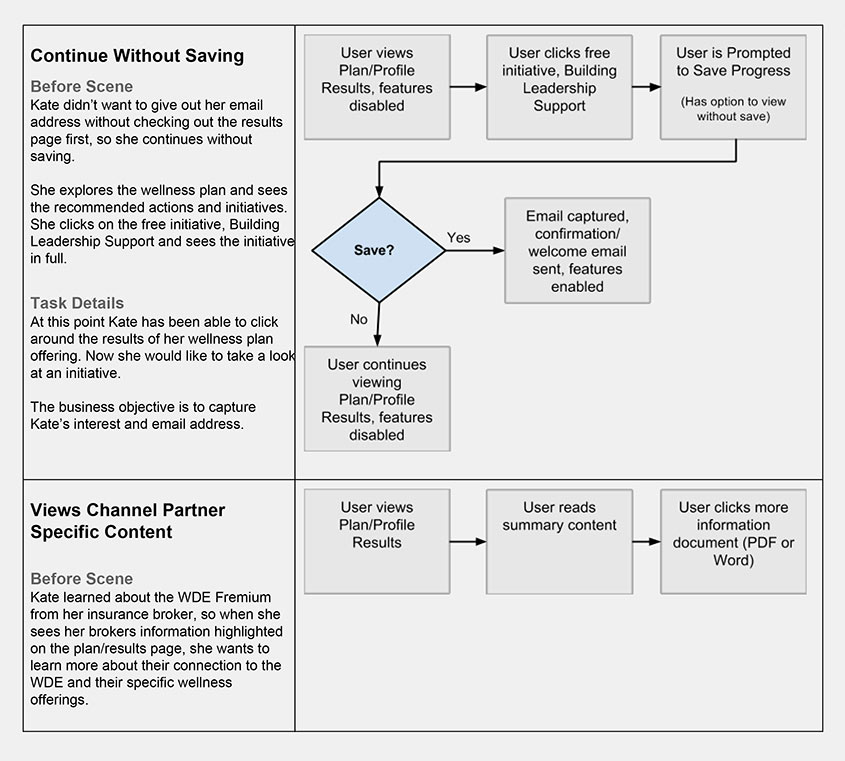 Continue Without Saving
Before Scene
Kate didn't want to give out her email
address without checking out the results
page first, so she continues without
saving.
She explores the wellness plan and sees
the recommended actions and initiatives.
She clicks on the free initiative, Building
Leadership Support and sees the initiative
in full.
Task Details
At this point Kate has been able to click
around the results of her wellness plan
offering. Now she would like to take a look
at an initiative.
The business objective is to capture
Kate's interest and email address.
User views
Plan/Profile
Results, features
disabled
User clicks free
initiative, Building
Leadership
Support
User is Prompted
to Save Progress
(Has option to view
without save)
Save?
Yes
Email captured,
confirmation/
welcome email
sent, features
enabled
No
User continues
viewing
Plan/Profile
Results, features
disabled
Views Channel Partner
Specific Content
Before Scene
Kate learned about the WDE Fremium
from her insurance broker, so when she
sees her brokers information highlighted
on the plan/results page, she wants to
learn more about their connection to the
WDE and their specific wellness
offerings.
User views
Plan/Profile
Results
User reads
summary content
User clicks more
information
document (PDF or
Word)